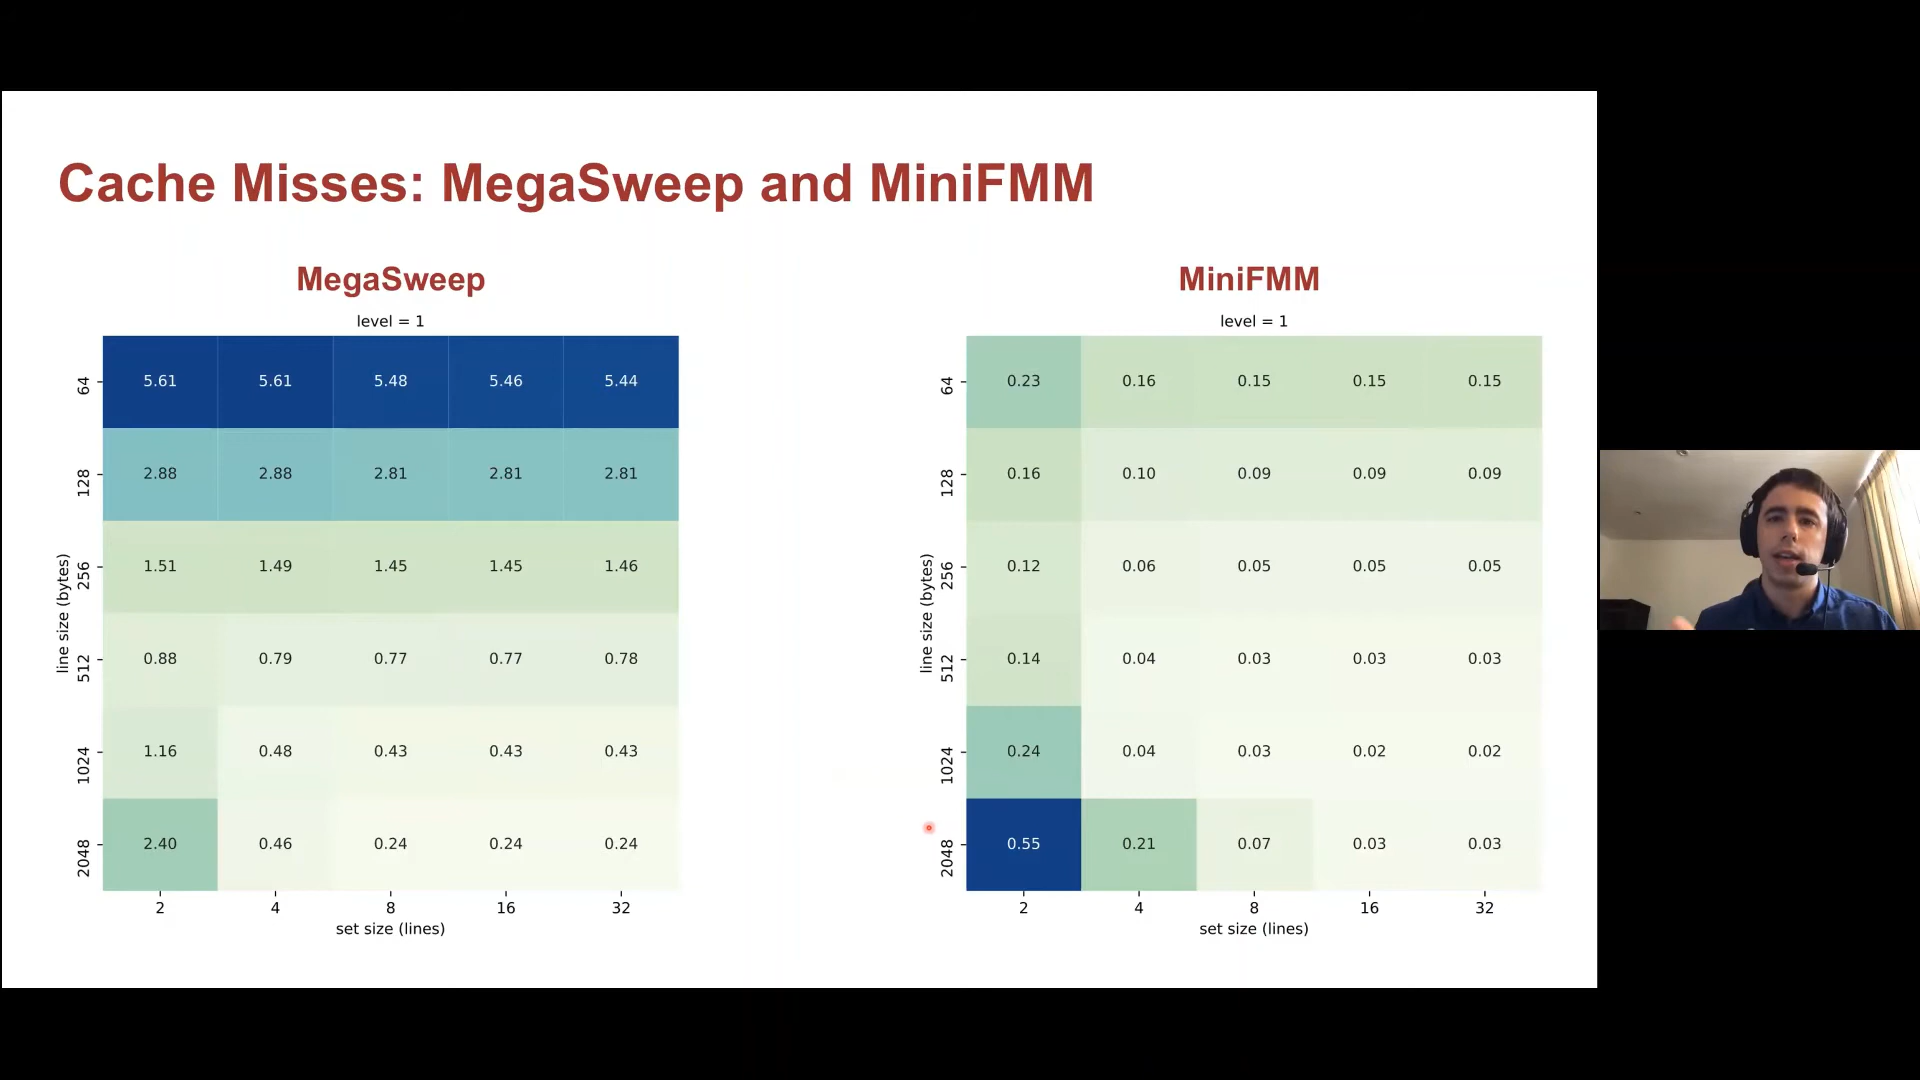 Cache Misses: MegaSweep and MiniFMM
MegaSweep
level = 1
line size (bytes)
64 5.61 5.61 5.48 5.46 5.44
128 2.88 2.88 2.81 2.81 2.81
256 1.51 1.49 1.45 1.45 1.46
512 0.88 0.79 0.77 0.77 0.78
1024 1.16 0.48 0.43 0.43 0.43
2048 2.40 0.46 0.24 0.24 0.24
2 4 8 16 32
set size (lines)
MiniFMM
level = 1
line size (bytes)
64 0.23 0.16 0.15 0.15 0.15
128 0.16 0.10 0.09 0.09 0.09
256 0.12 0.06 0.05 0.05 0.05
512 0.14 0.04 0.03 0.03 0.03
1024 0.24 0.04 0.03 0.02 0.02
2048 0.55 0.21 0.07 0.03 0.03
2 4 8 16 32
set size (lines)